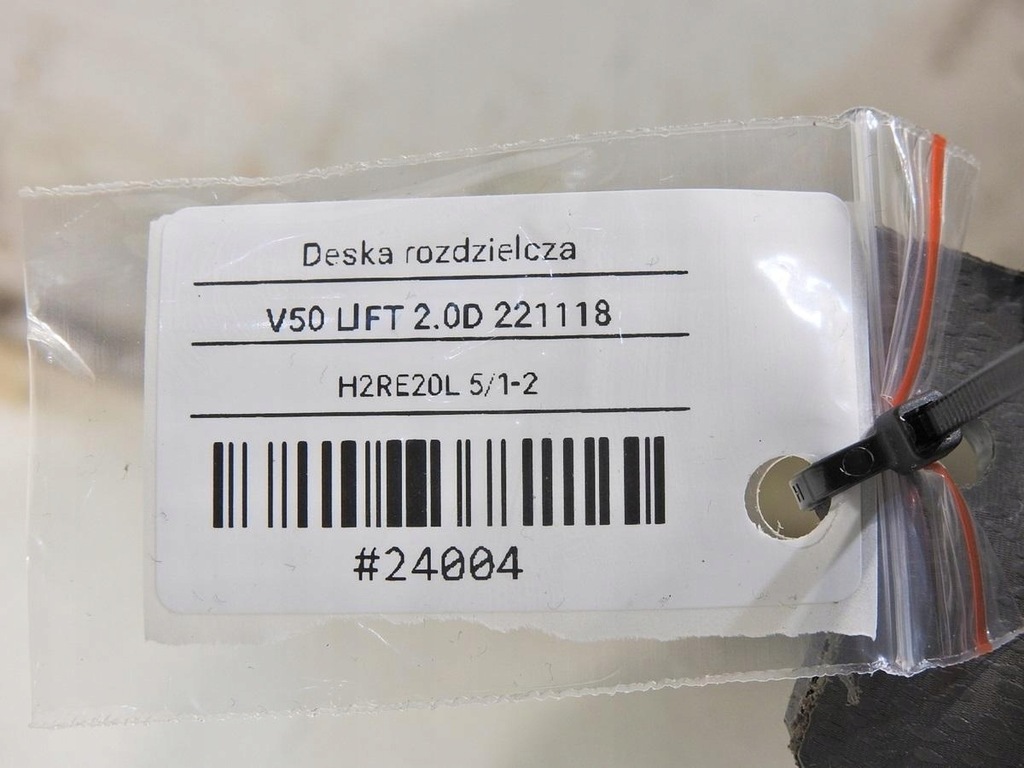 Deska rozdzielcza
V50 LIFT 2.0D 221118
H2RE20L 5/1-2
#24004